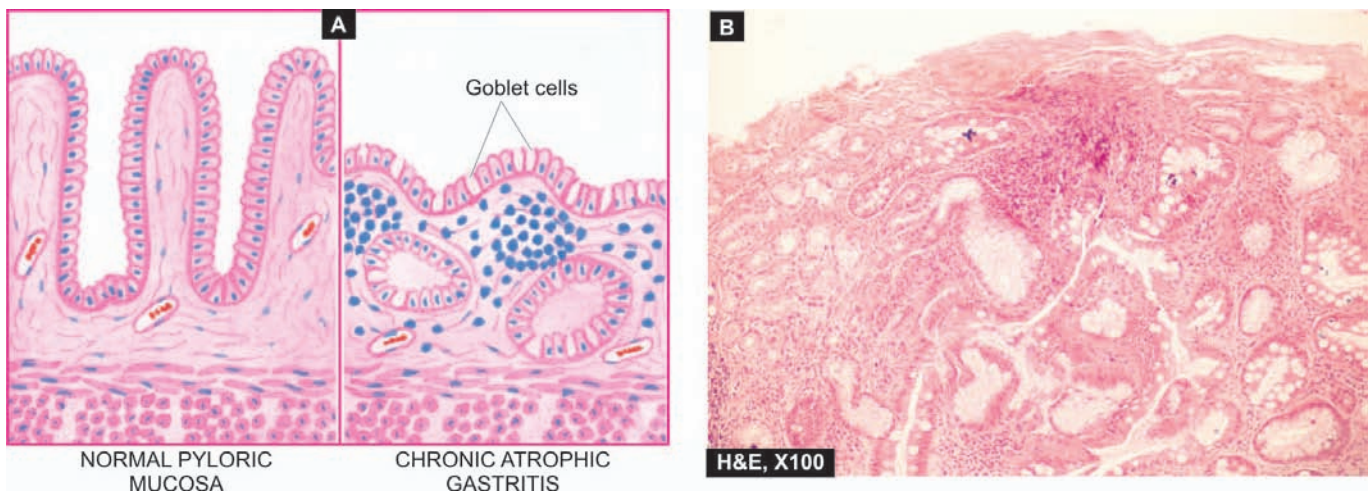 A
Goblet cells
NORMAL PYLORIC
MUCOSA
CHRONIC ATROPHIC
GASTRITIS
B
H&E, X100